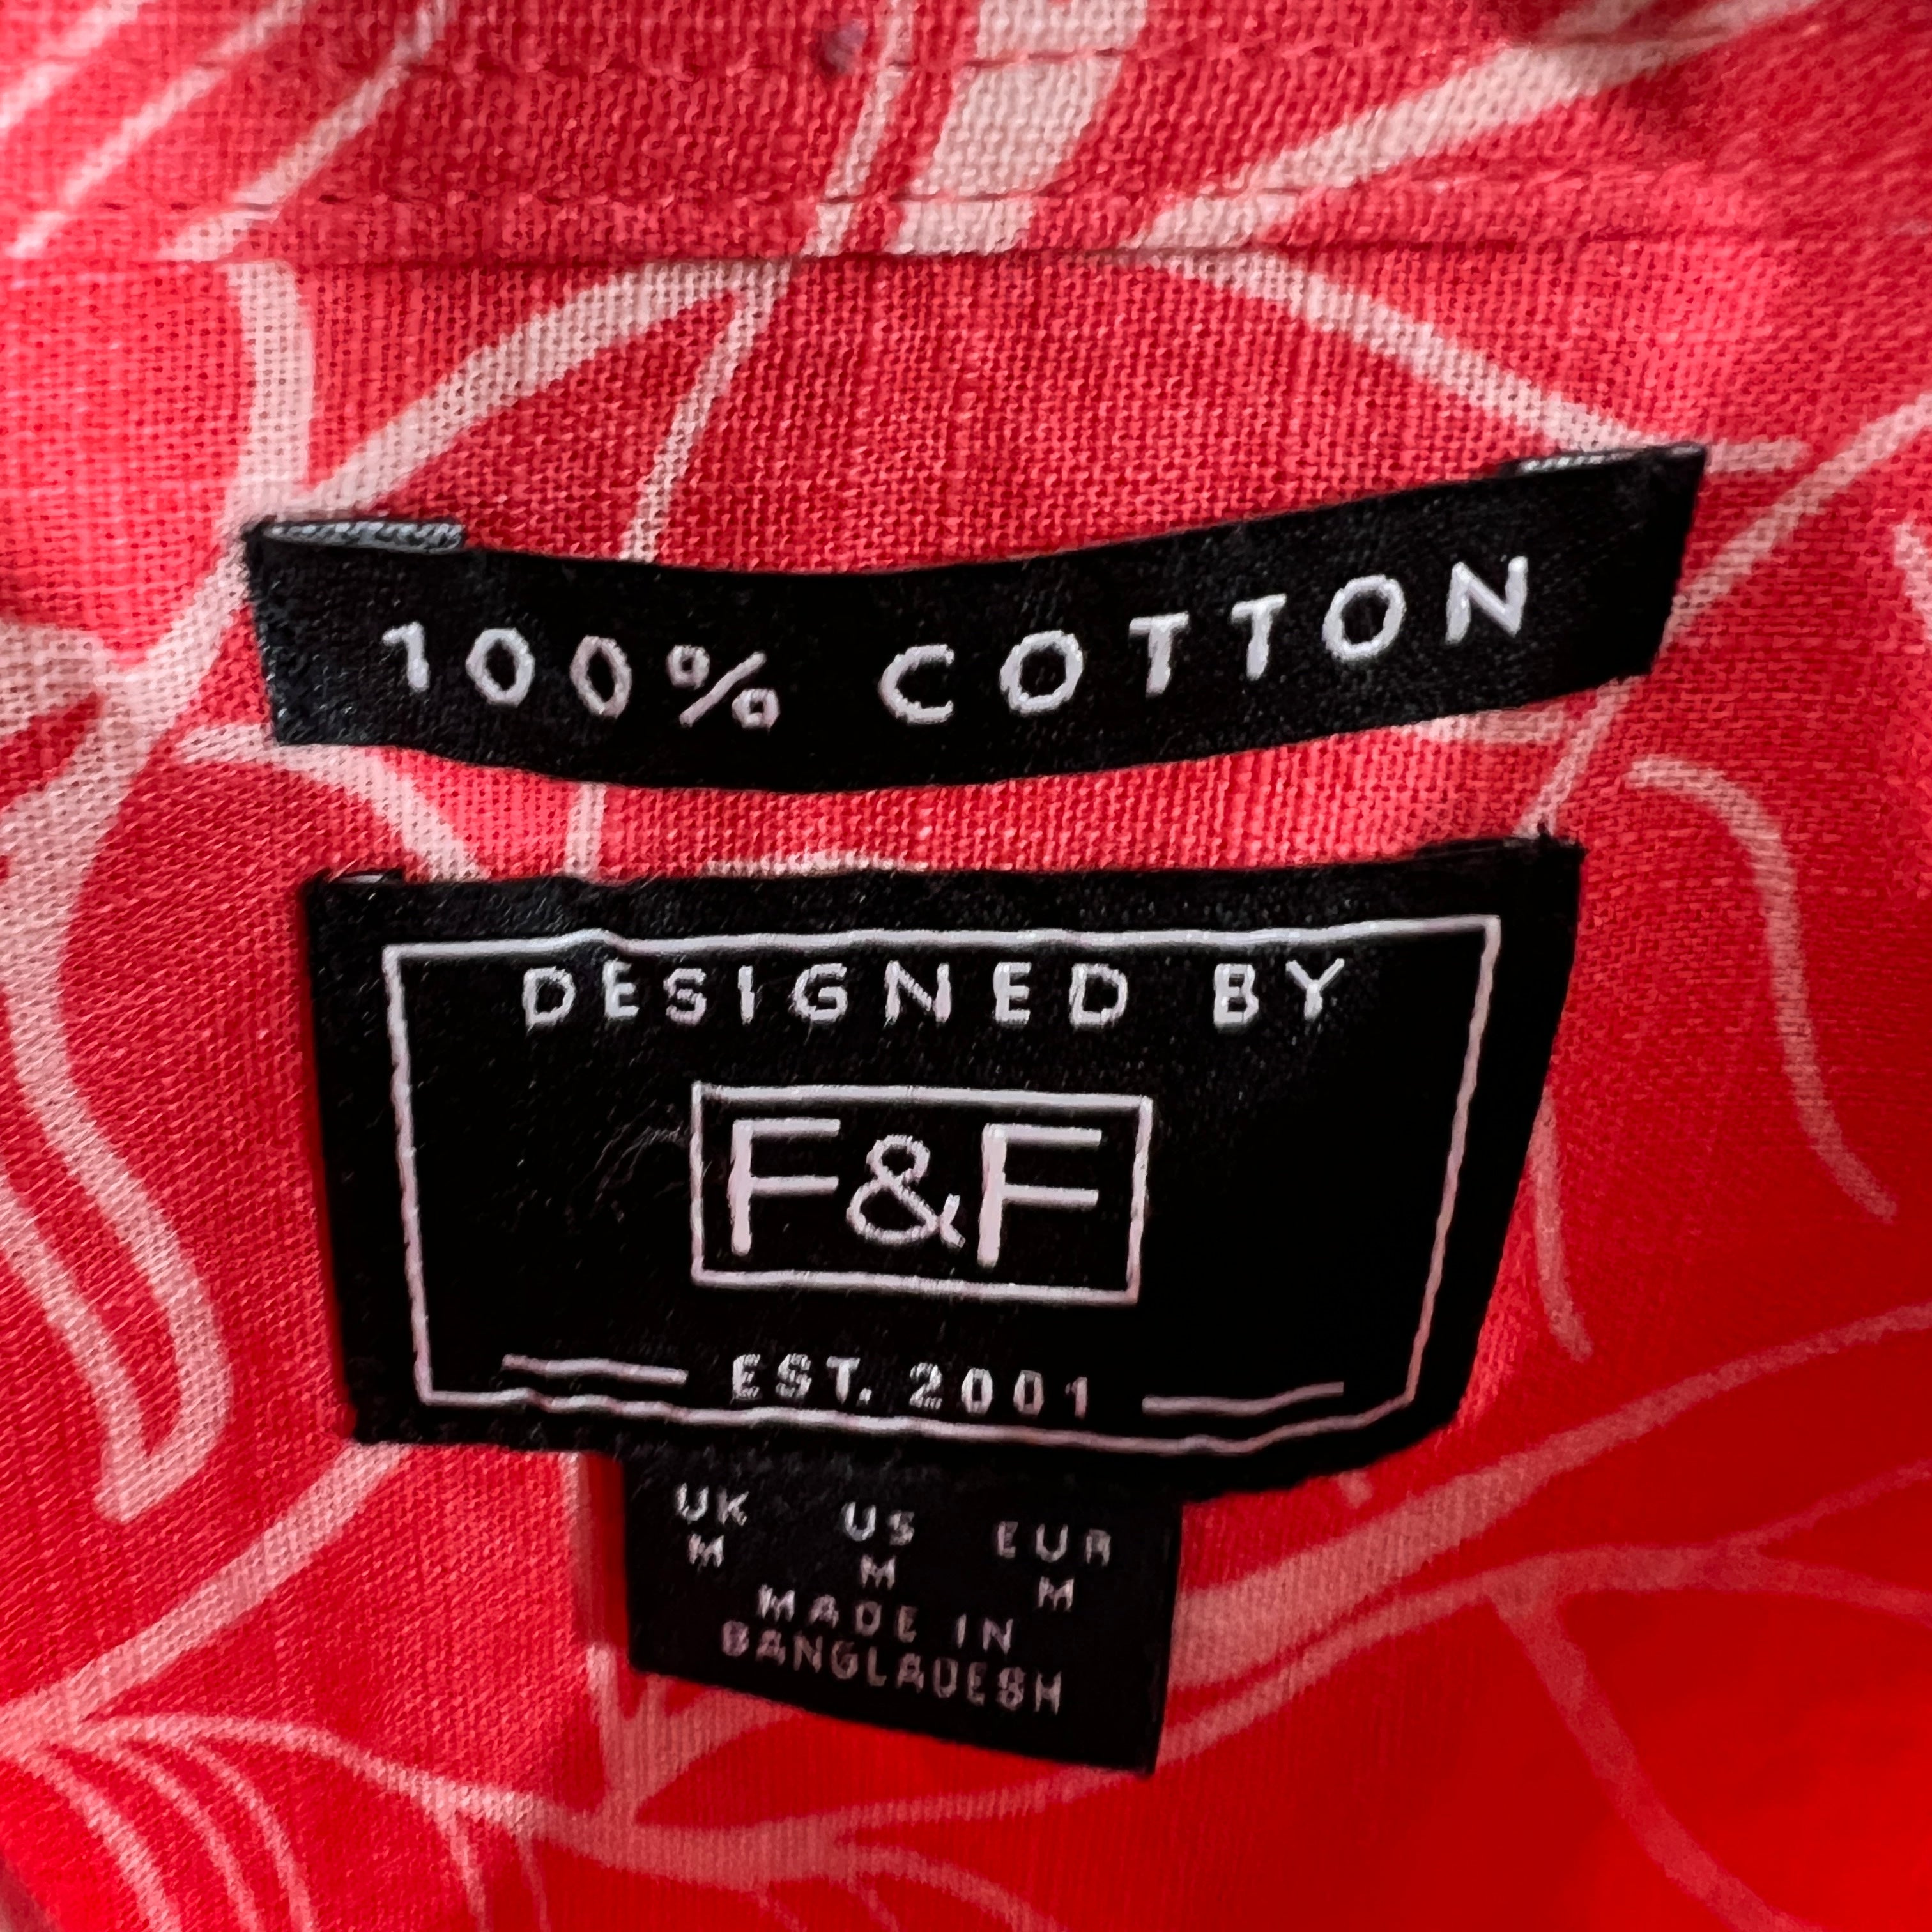 100% COTTON
DESIGNED BY
F&F
EST. 2001
UK US EUR
M M M
MADE IN
BANGLADESH